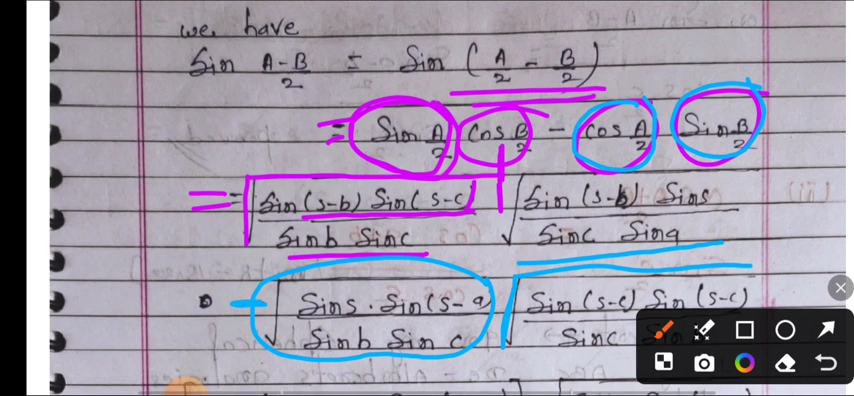 we have
Sin A-B/2 = Sin (A/2 - B/2)
= Sin A/2 Cos B/2 - Cos A/2 Sin B/2
= √(Sin(s-b) Sin(s-c) / Sinb Sinc) √(Sin(s-b) Sins / Sinc Sina)
- √(Sins · Sin(s-a) / Sinb Sinc) √(Sin(s-c) Sin(s-c) / Sinc